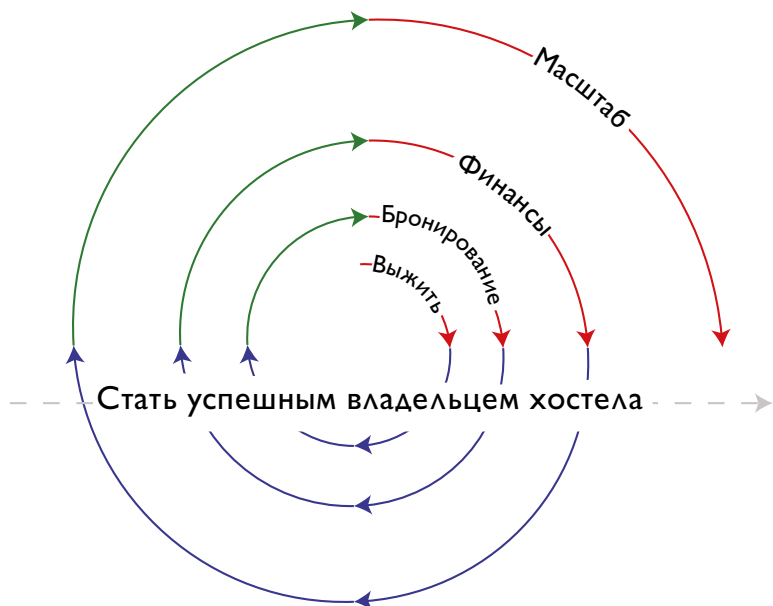 Масштаб
Финансы
Бронирование
Выжить
Стать успешным владельцем хостела